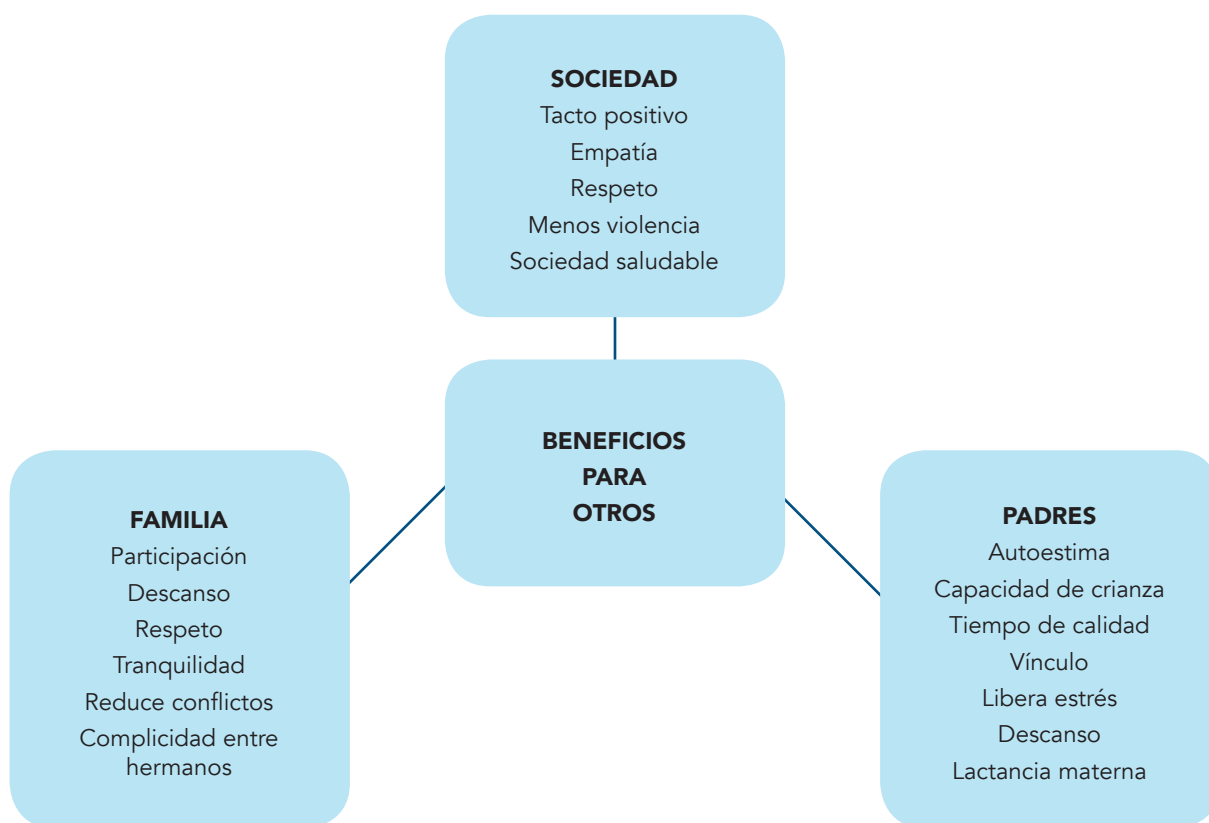 SOCIEDAD
Tacto positivo
Empatía
Respeto
Menos violencia
Sociedad saludable
BENEFICIOS
PARA
OTROS
FAMILIA
Participación
Descanso
Respeto
Tranquilidad
Reduce conflictos
Complicidad entre
hermanos
PADRES
Autoestima
Capacidad de crianza
Tiempo de calidad
Vínculo
Libera estrés
Descanso
Lactancia materna